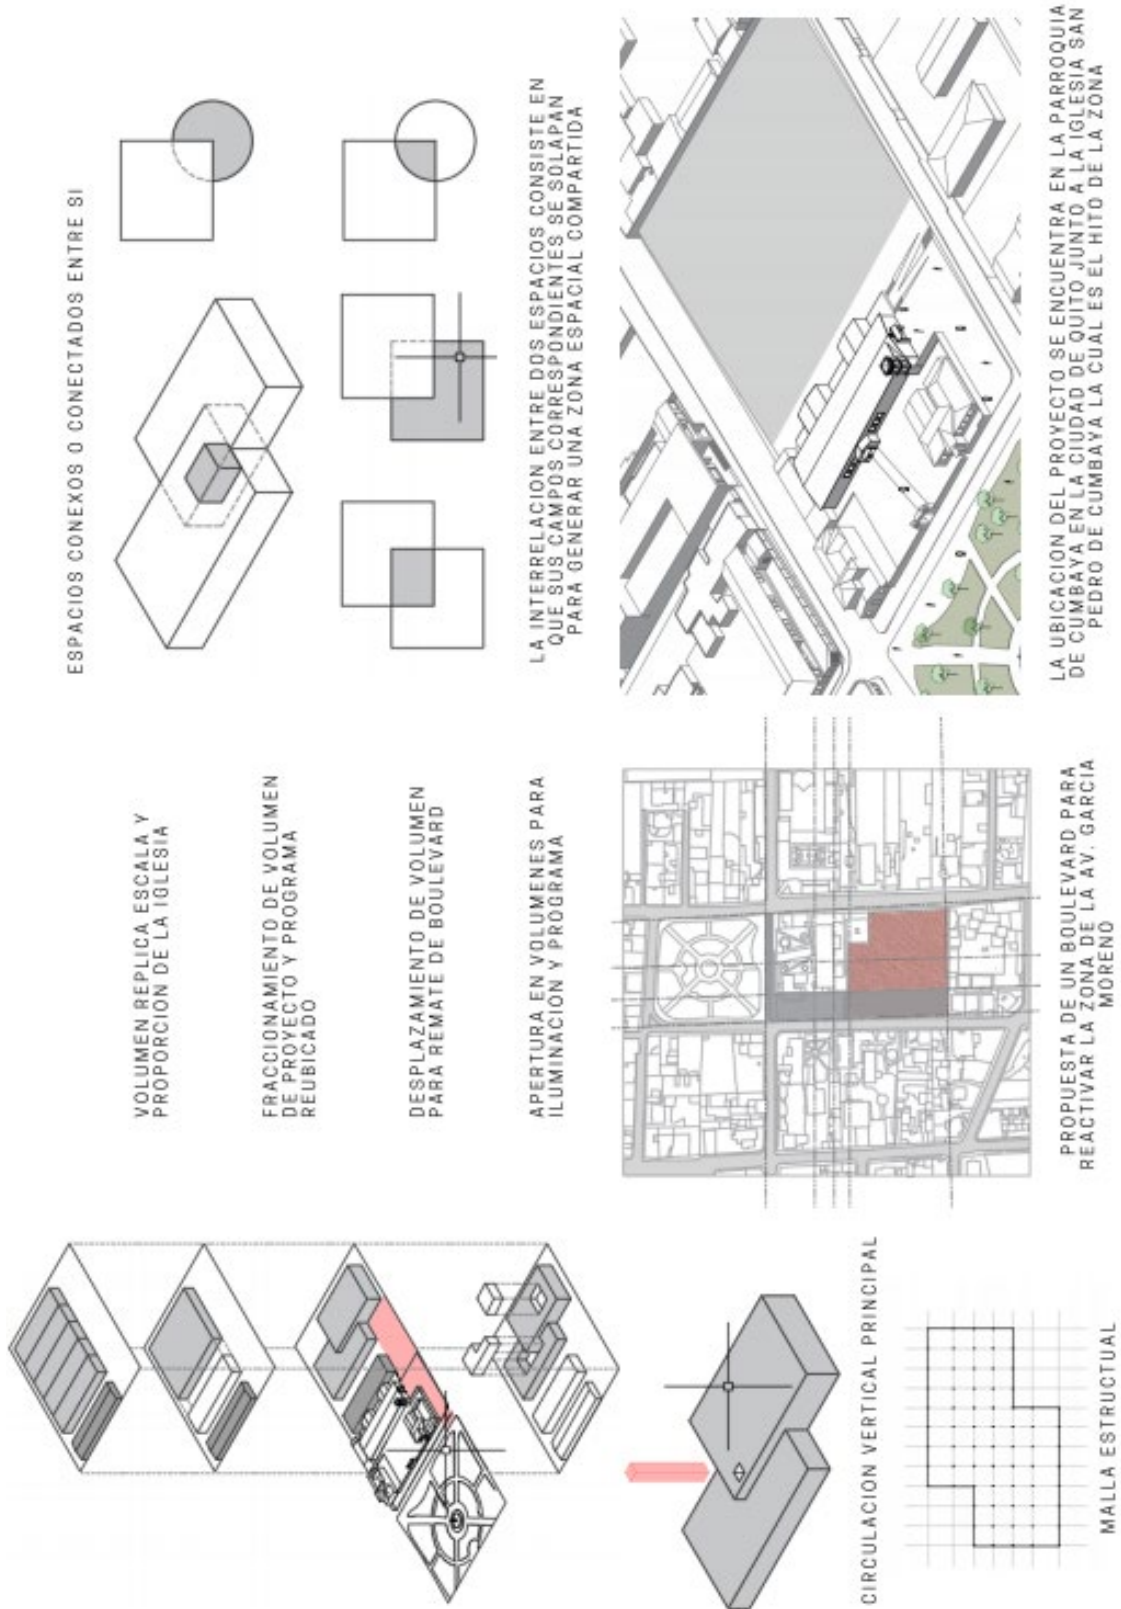 VOLUMEN REPLICA ESCALA Y
PROPORCION DE LA IGLESIA
FRACCIONAMIENTO DE VOLUMEN
DE PROYECTO Y PROGRAMA
REUBICADO
DESPLAZAMIENTO DE VOLUMEN
PARA REMATE DE BOULEVARD
APERTURA EN VOLUMENES PARA
ILUMINACION Y PROGRAMA
ESPACIOS CONEXOS O CONECTADOS ENTRE SI
LA INTERRELACION ENTRE DOS ESPACIOS CONSISTE EN
QUE SUS CAMPOS CORRESPONDIENTES SE SOLAPAN
PARA GENERAR UNA ZONA ESPACIAL COMPARTIDA
CIRCULACION VERTICAL PRINCIPAL
MALLA ESTRUCTUAL
PROPUESTA DE UN BOULEVARD PARA
REACTIVAR LA ZONA DE LA AV. GARCIA
MORENO
LA UBICACION DEL PROYECTO SE ENCUENTRA EN LA PARROQUIA
DE CUMBAYA EN LA CIUDAD DE QUITO JUNTO A LA IGLESIA SAN
PEDRO DE CUMBAYA LA CUAL ES EL HITO DE LA ZONA